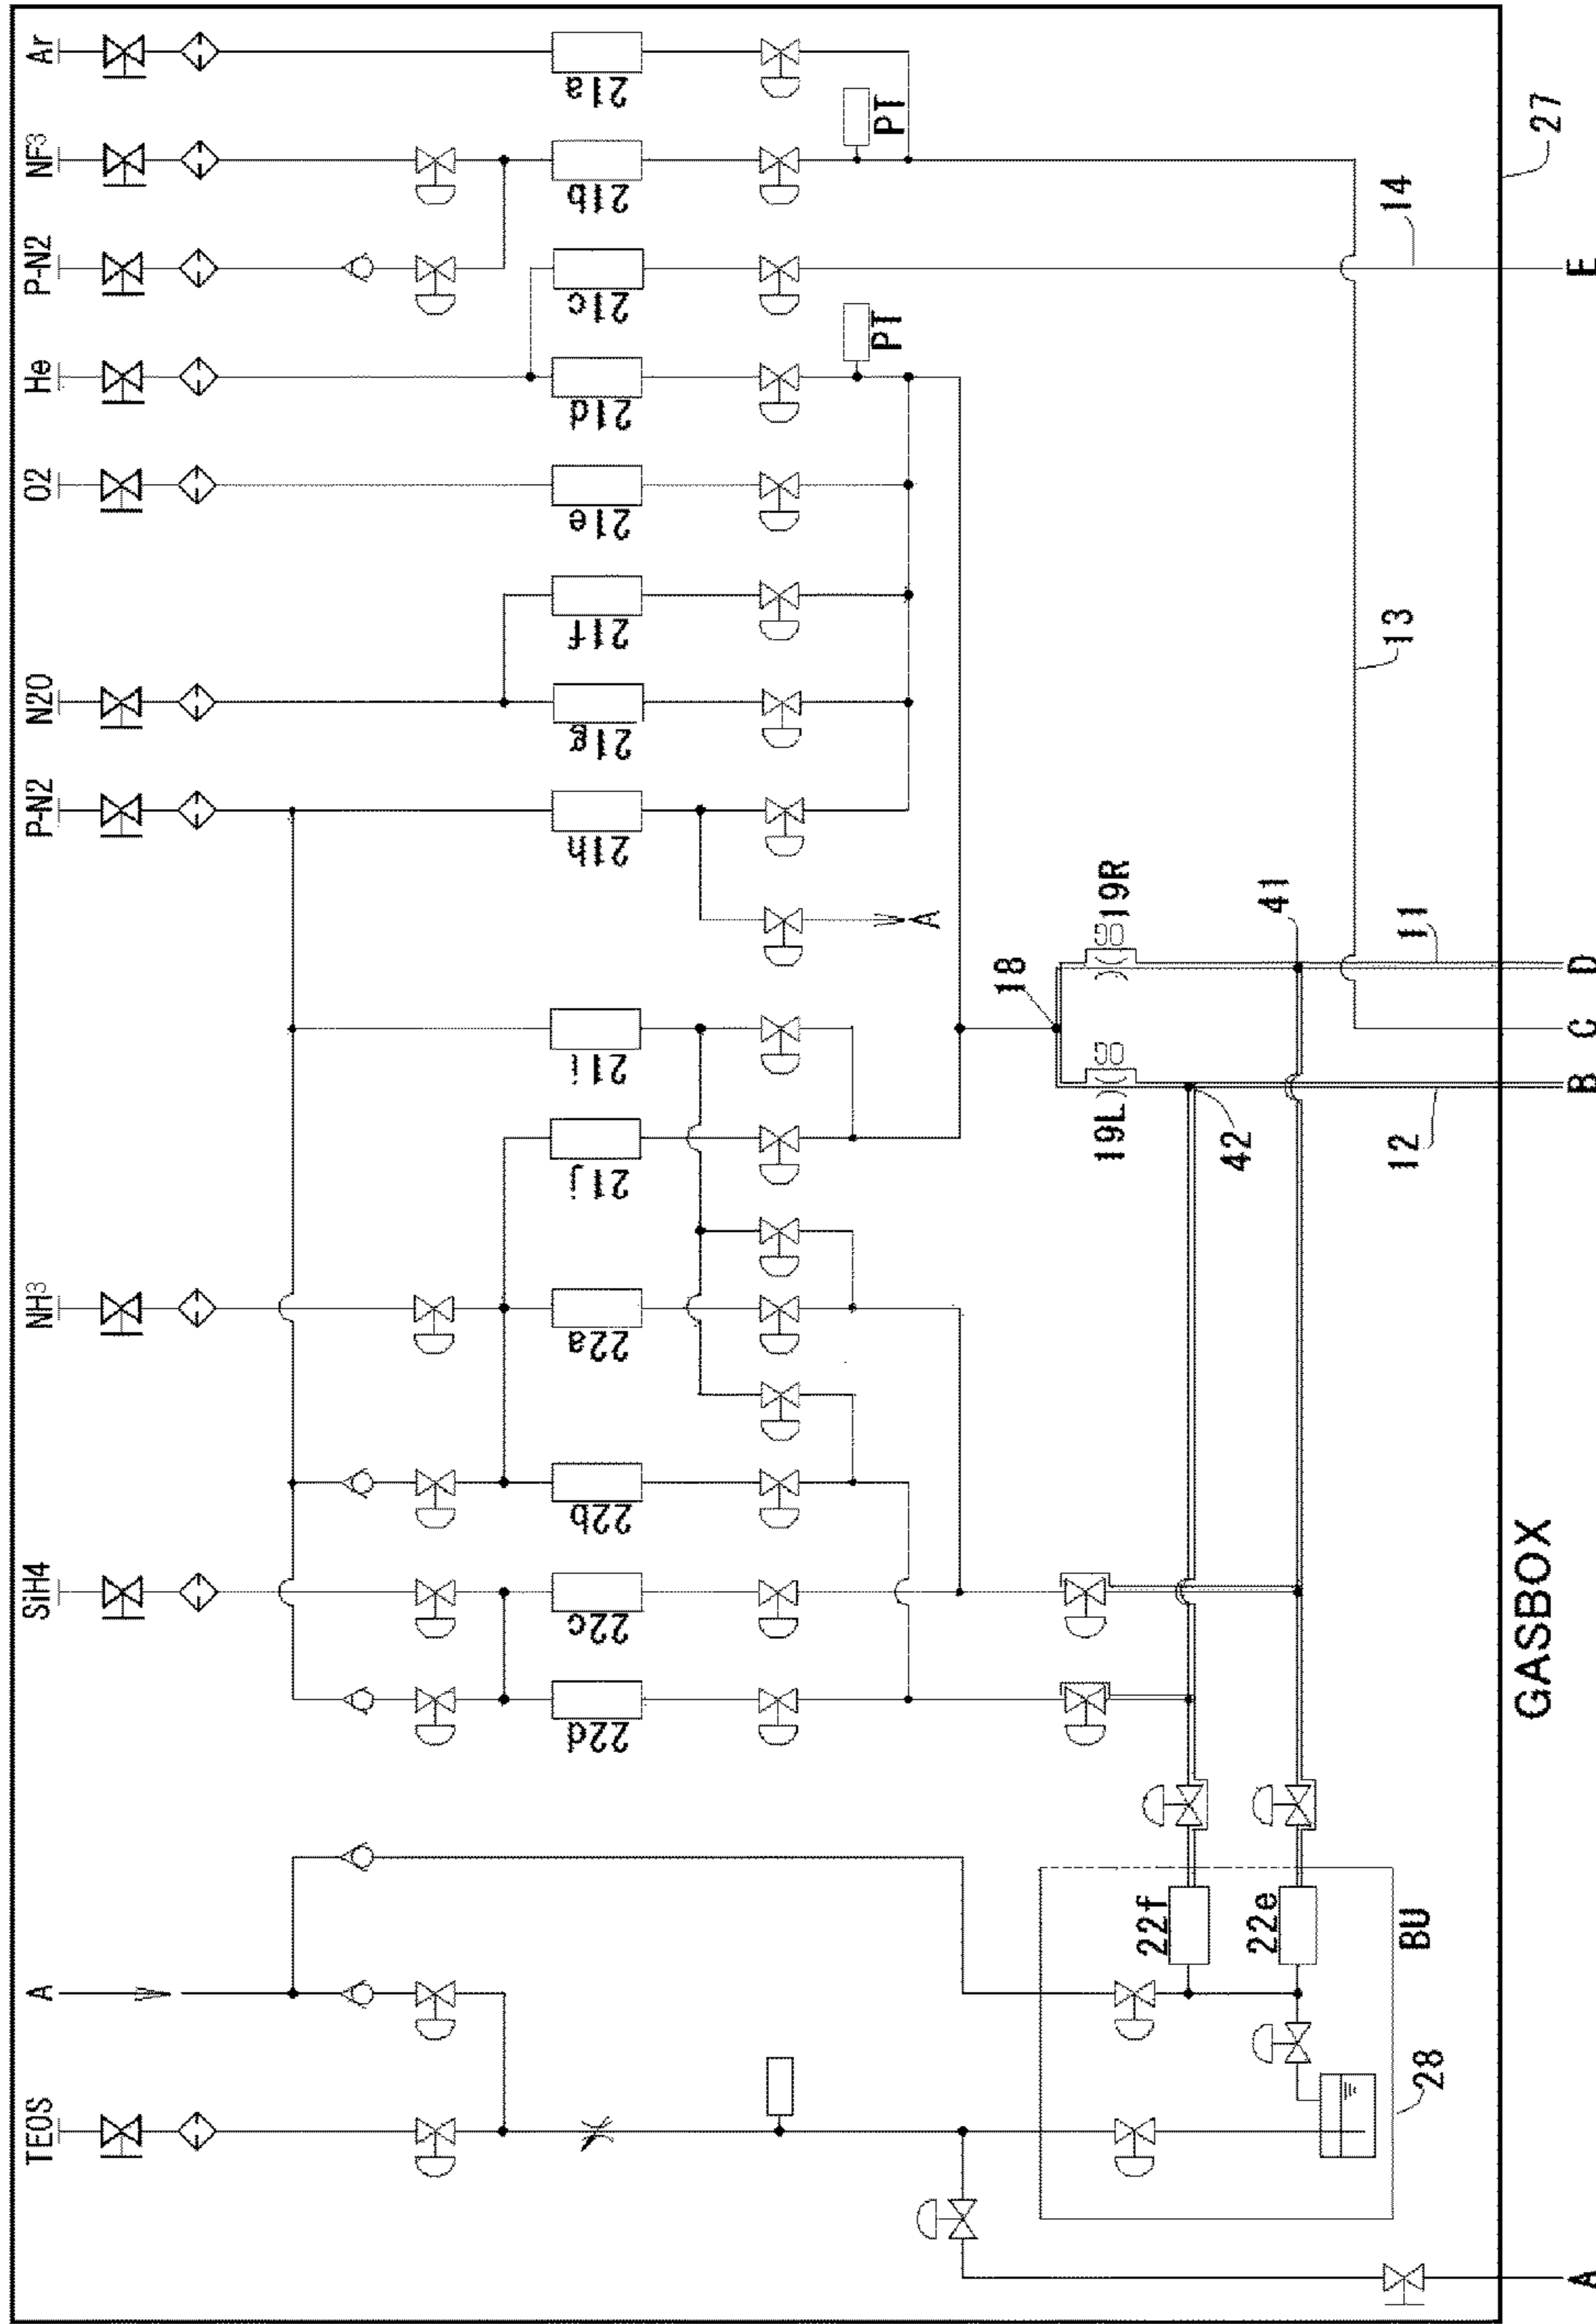 TEOS
A
SiH4
NH3
P-N2
N2O
O2
He
P-N2
NF3
Ar
22d
22c
22b
22a
21j
21i
21h
21g
21f
21e
21d
21c
21b
21a
PT
PT
A
18
19L
19R
42
41
22f
22e
BU
28
12
11
13
14
27
A
B
C
D
E
GASBOX